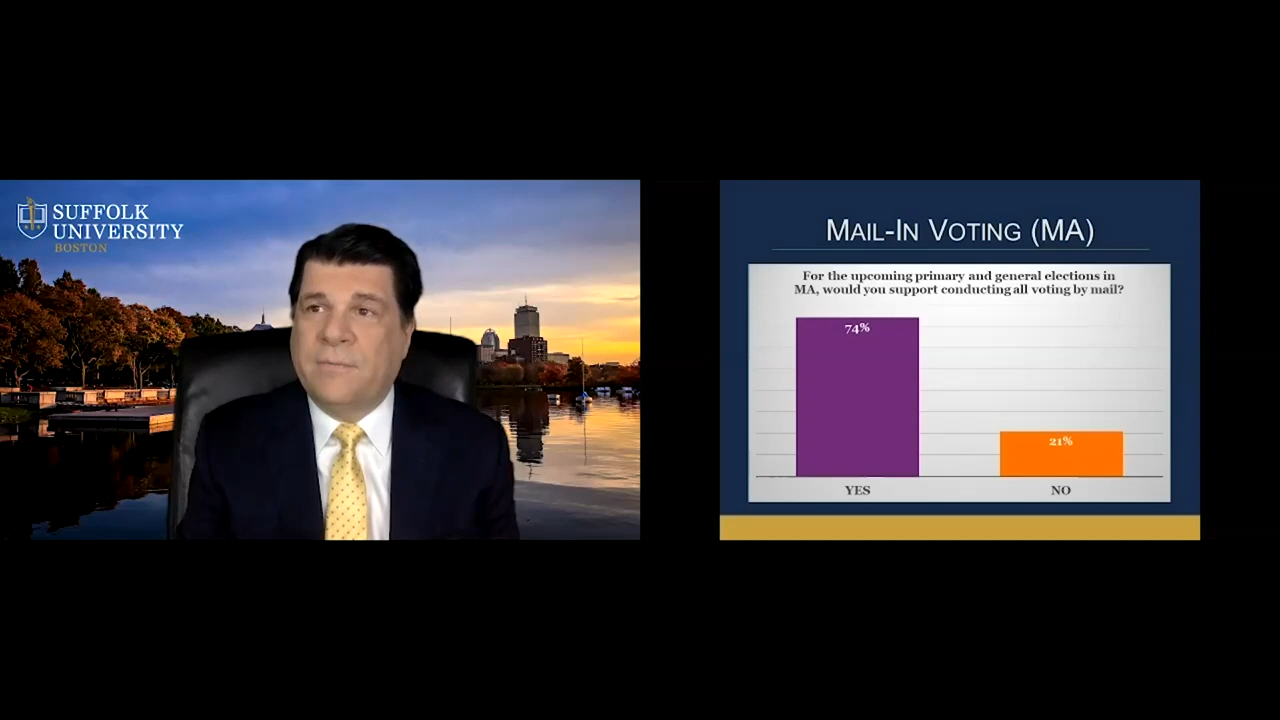 SUFFOLK
UNIVERSITY
BOSTON
MAIL-IN VOTING (MA)
For the upcoming primary and general elections in
MA, would you support conducting all voting by mail?
74%
21%
YES
NO